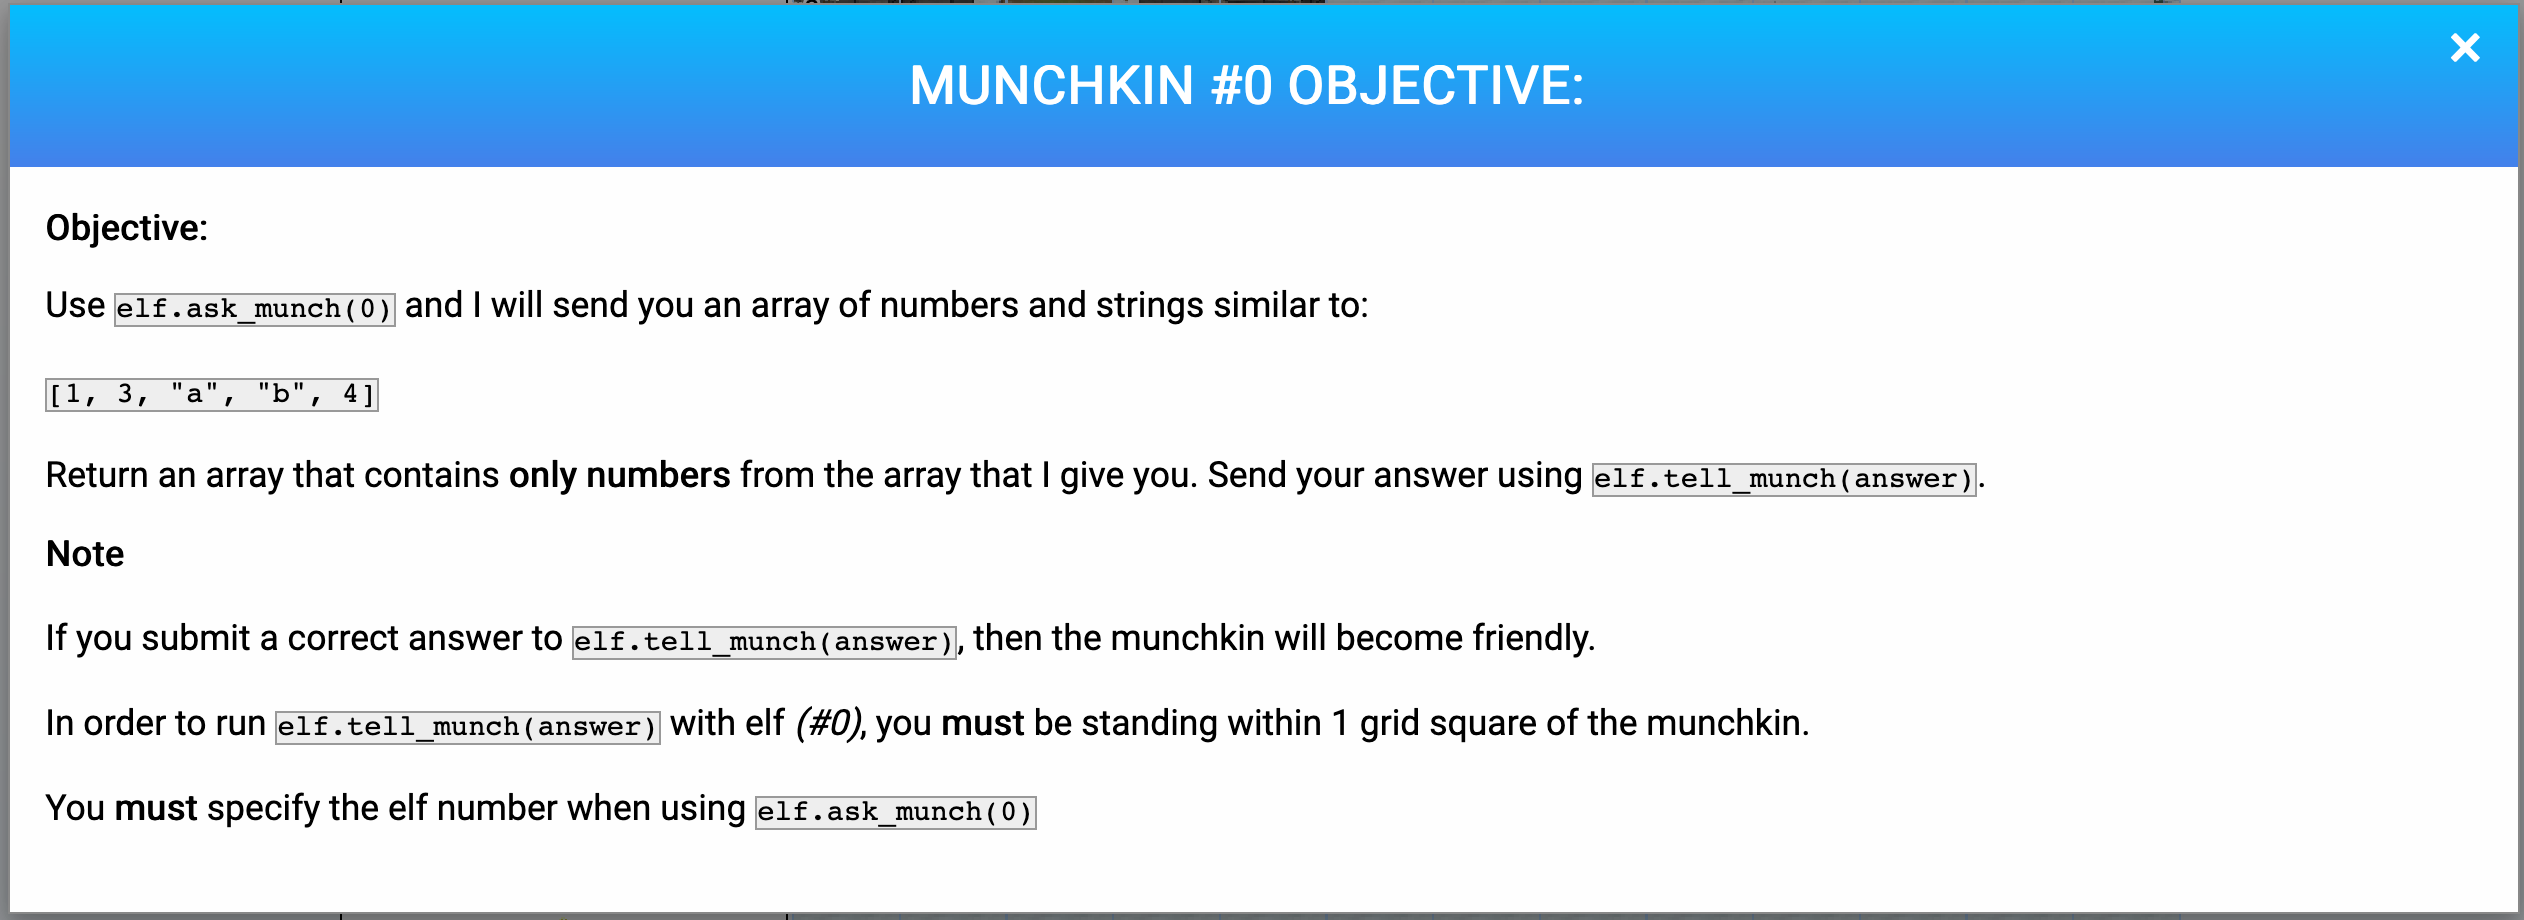 MUNCHKIN #0 OBJECTIVE:
Objective:
Use elf.ask_munch(0) and I will send you an array of numbers and strings similar to:
[1, 3, "a", "b", 4]
Return an array that contains only numbers from the array that I give you. Send your answer using elf.tell_munch(answer).
Note
If you submit a correct answer to elf.tell_munch(answer), then the munchkin will become friendly.
In order to run elf.tell_munch(answer) with elf (#0), you must be standing within 1 grid square of the munchkin.
You must specify the elf number when using elf.ask_munch(0)